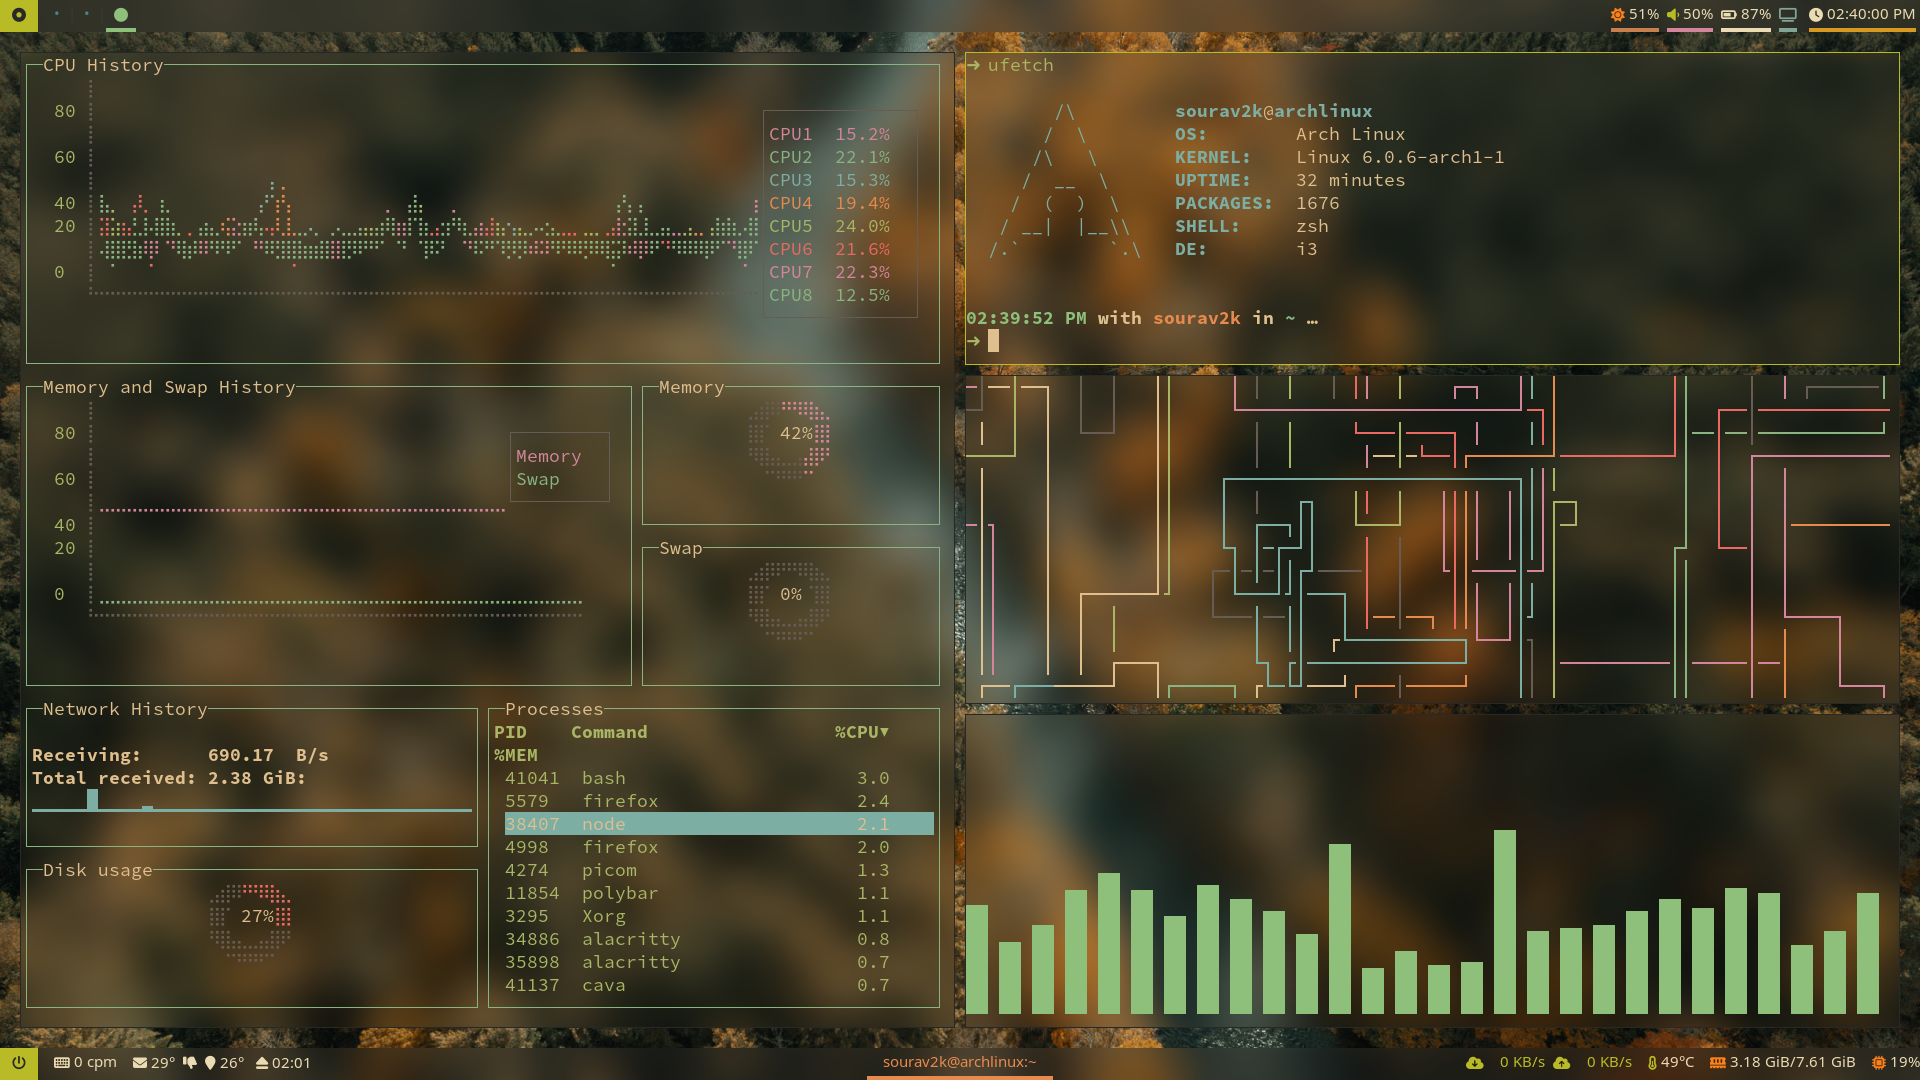 51% 50% 87% 02:40:00 PM
CPU History
80
60
40
20
0
CPU1 15.2%
CPU2 22.1%
CPU3 15.3%
CPU4 19.4%
CPU5 24.0%
CPU6 21.6%
CPU7 22.3%
CPU8 12.5%
Memory and Swap History
80
60
40
20
0
Memory
Swap
Memory
42%
Swap
0%
Network History
Receiving: 690.17 B/s
Total received: 2.38 GiB:
Disk usage
27%
Processes
PID Command %CPU▼
%MEM
41041 bash 3.0
5579 firefox 2.4
38407 node 2.1
4998 firefox 2.0
4274 picom 1.3
11854 polybar 1.1
3295 Xorg 1.1
34886 alacritty 0.8
35898 alacritty 0.7
41137 cava 0.7
➜ ufetch
sourav2k@archlinux
OS: Arch Linux
KERNEL: Linux 6.0.6-arch1-1
UPTIME: 32 minutes
PACKAGES: 1676
SHELL: zsh
DE: i3
02:39:52 PM with sourav2k in ~ …
➜
0 cpm 29° 26° 02:01
sourav2k@archlinux:~
0 KB/s 0 KB/s 49°C 3.18 GiB/7.61 GiB 19%